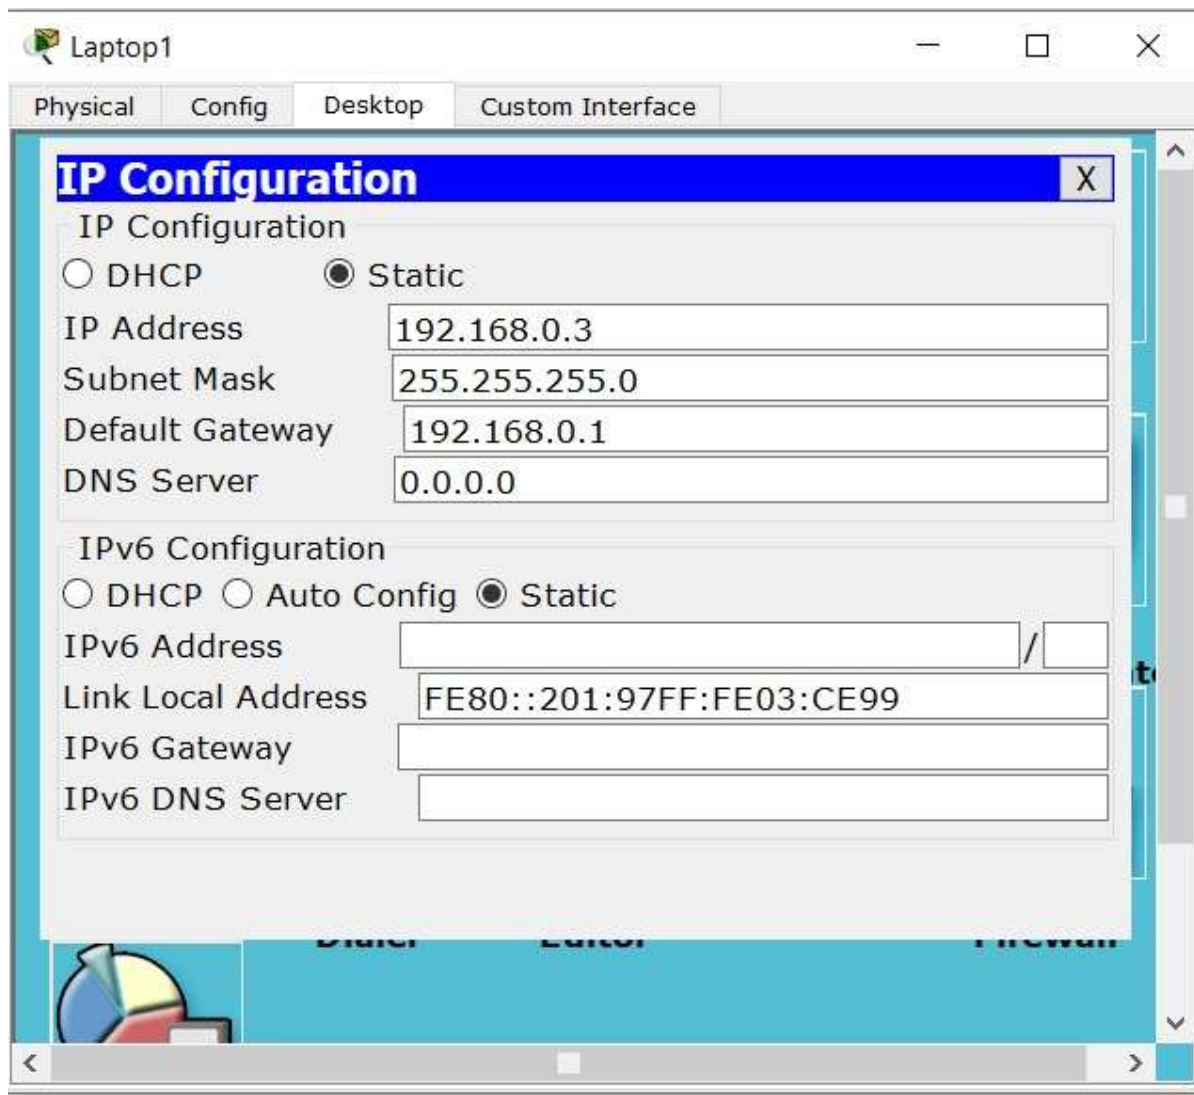 Laptop1
Physical Config Desktop Custom Interface
IP Configuration X
IP Configuration
DHCP Static
IP Address 192.168.0.3
Subnet Mask 255.255.255.0
Default Gateway 192.168.0.1
DNS Server 0.0.0.0
IPv6 Configuration
DHCP Auto Config Static
IPv6 Address /
Link Local Address FE80::201:97FF:FE03:CE99
IPv6 Gateway
IPv6 DNS Server
Dialer Editor Firewall